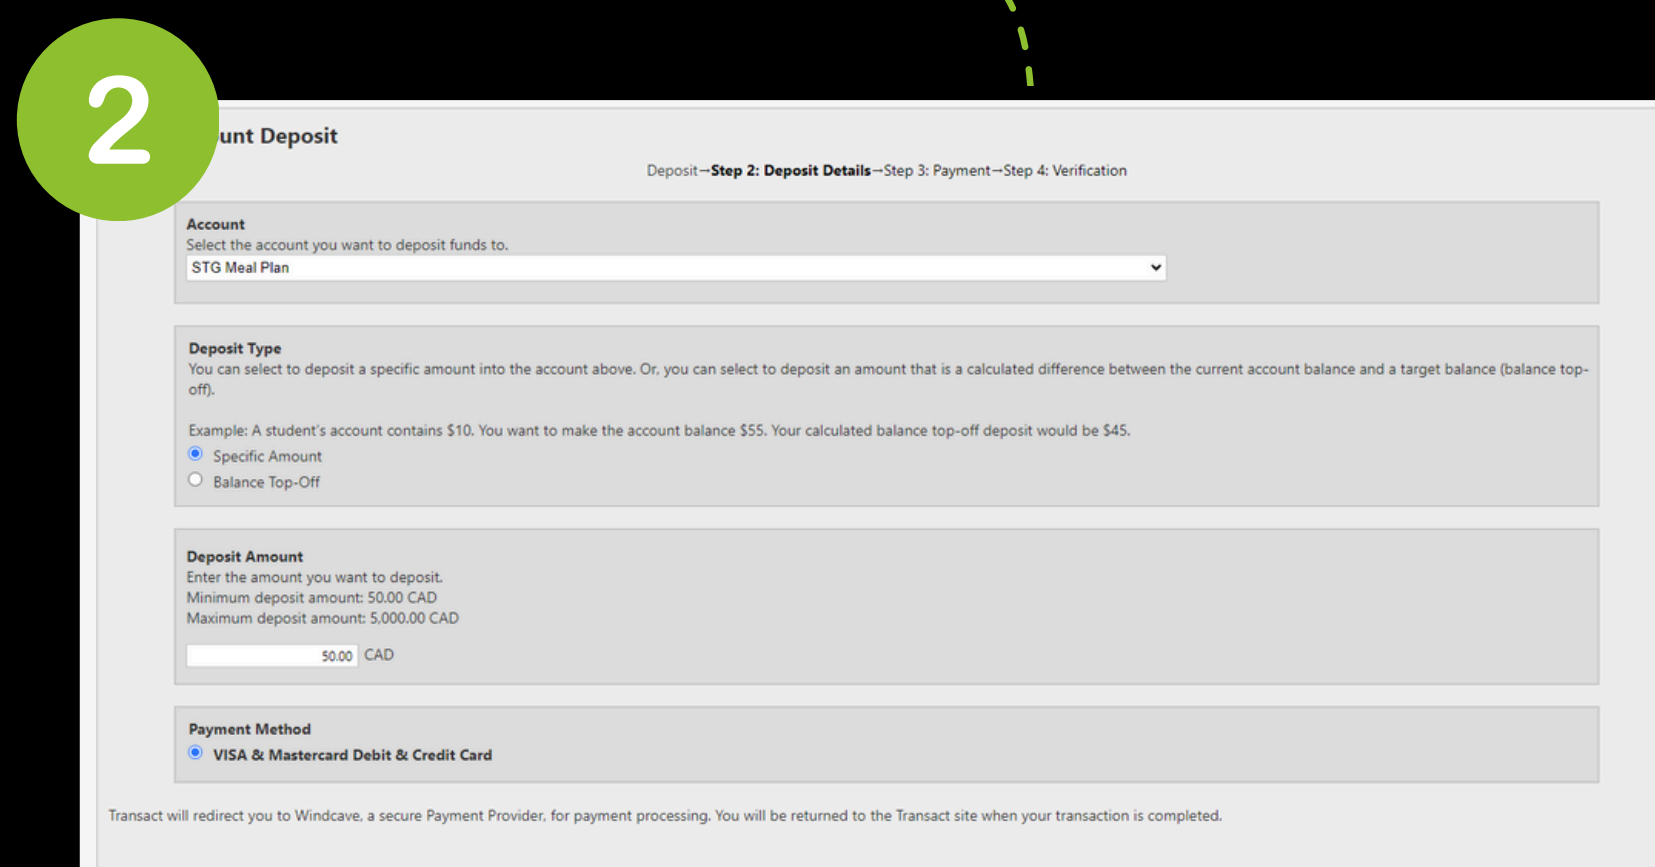 2
unt Deposit
Deposit→Step 2: Deposit Details→Step 3: Payment→Step 4: Verification
Account
Select the account you want to deposit funds to.
STG Meal Plan
Deposit Type
You can select to deposit a specific amount into the account above. Or, you can select to deposit an amount that is a calculated difference between the current account balance and a target balance (balance top-
off).
Example: A student's account contains $10. You want to make the account balance $55. Your calculated balance top-off deposit would be $45.
Specific Amount
Balance Top-Off
Deposit Amount
Enter the amount you want to deposit.
Minimum deposit amount: 50.00 CAD
Maximum deposit amount: 5,000.00 CAD
50.00 CAD
Payment Method
VISA & Mastercard Debit & Credit Card
Transact will redirect you to Windcave, a secure Payment Provider, for payment processing. You will be returned to the Transact site when your transaction is completed.